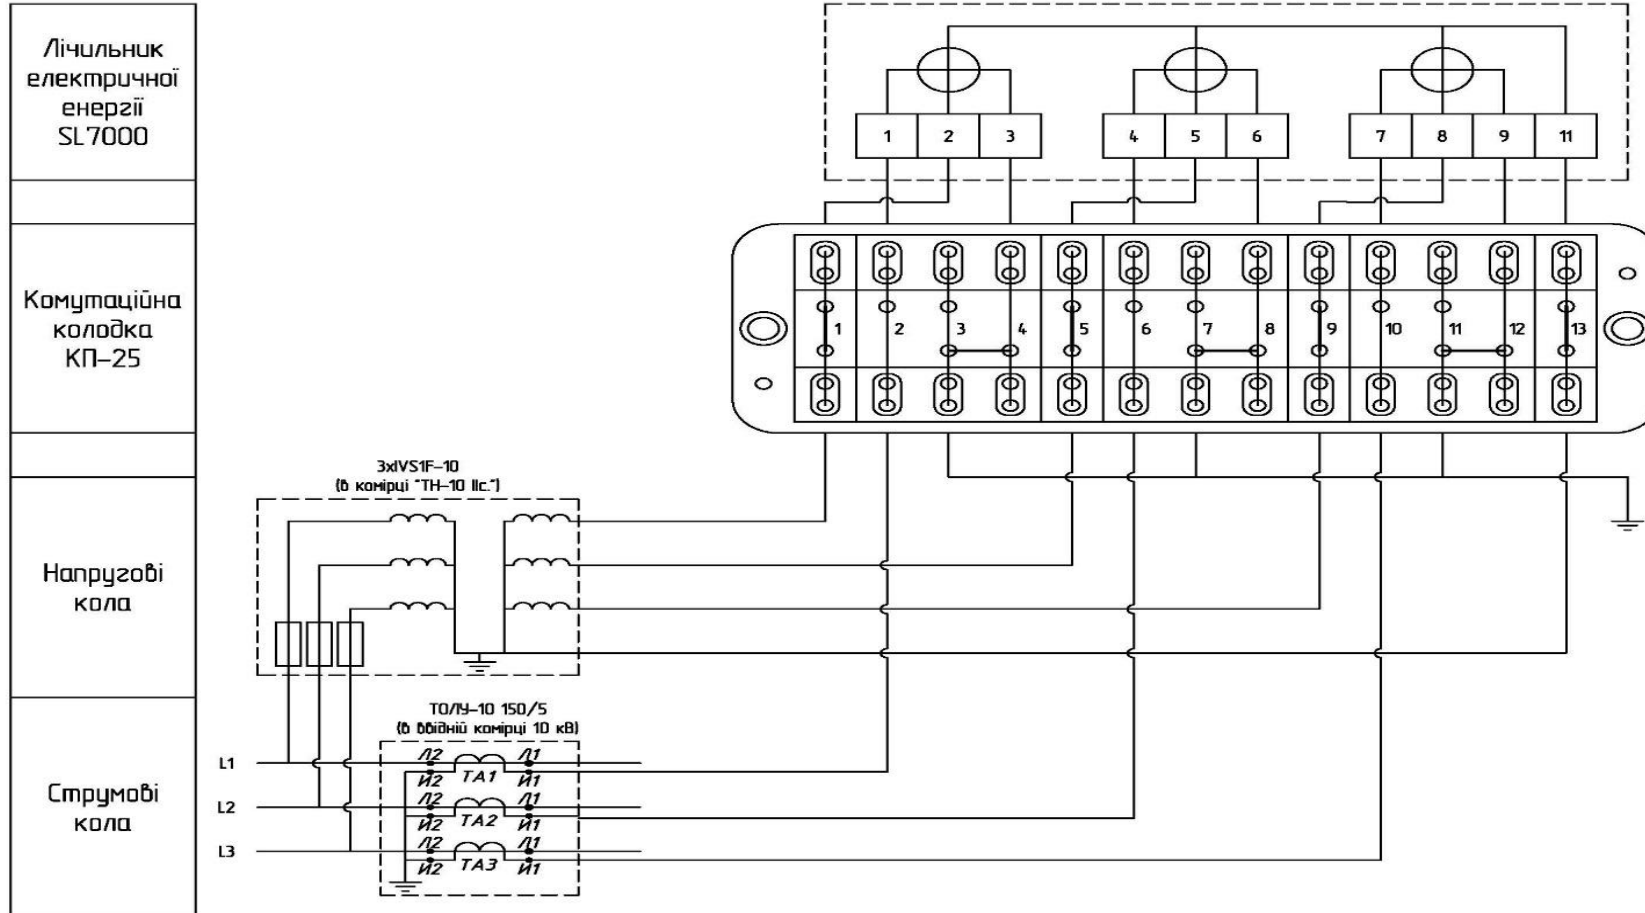 Лічильник
електричної
енергії
SL7000
1 2 3 4 5 6 7 8 9 11
Комутаційна
колодка
КП-25
1 2 3 4 5 6 7 8 9 10 11 12 13
3xIVS1F-10
(в комірці "ТН-10 IIс.")
Напругові
кола
ТОЛУ-10 150/5
(в ввідній комірці 10 кВ)
Струмові
кола
L1
Л2 Л1
И2 ТА1 И1
L2
Л2 Л1
И2 ТА2 И1
L3
Л2 Л1
И2 ТА3 И1